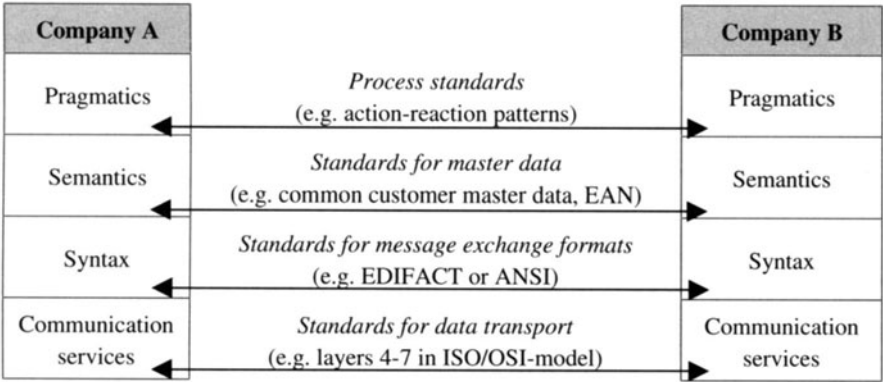 Company A
Company B
Pragmatics
Process standards
(e.g. action-reaction patterns)
Pragmatics
Semantics
Standards for master data
(e.g. common customer master data, EAN)
Semantics
Syntax
Standards for message exchange formats
(e.g. EDIFACT or ANSI)
Syntax
Communication
services
Standards for data transport
(e.g. layers 4-7 in ISO/OSI-model)
Communication
services